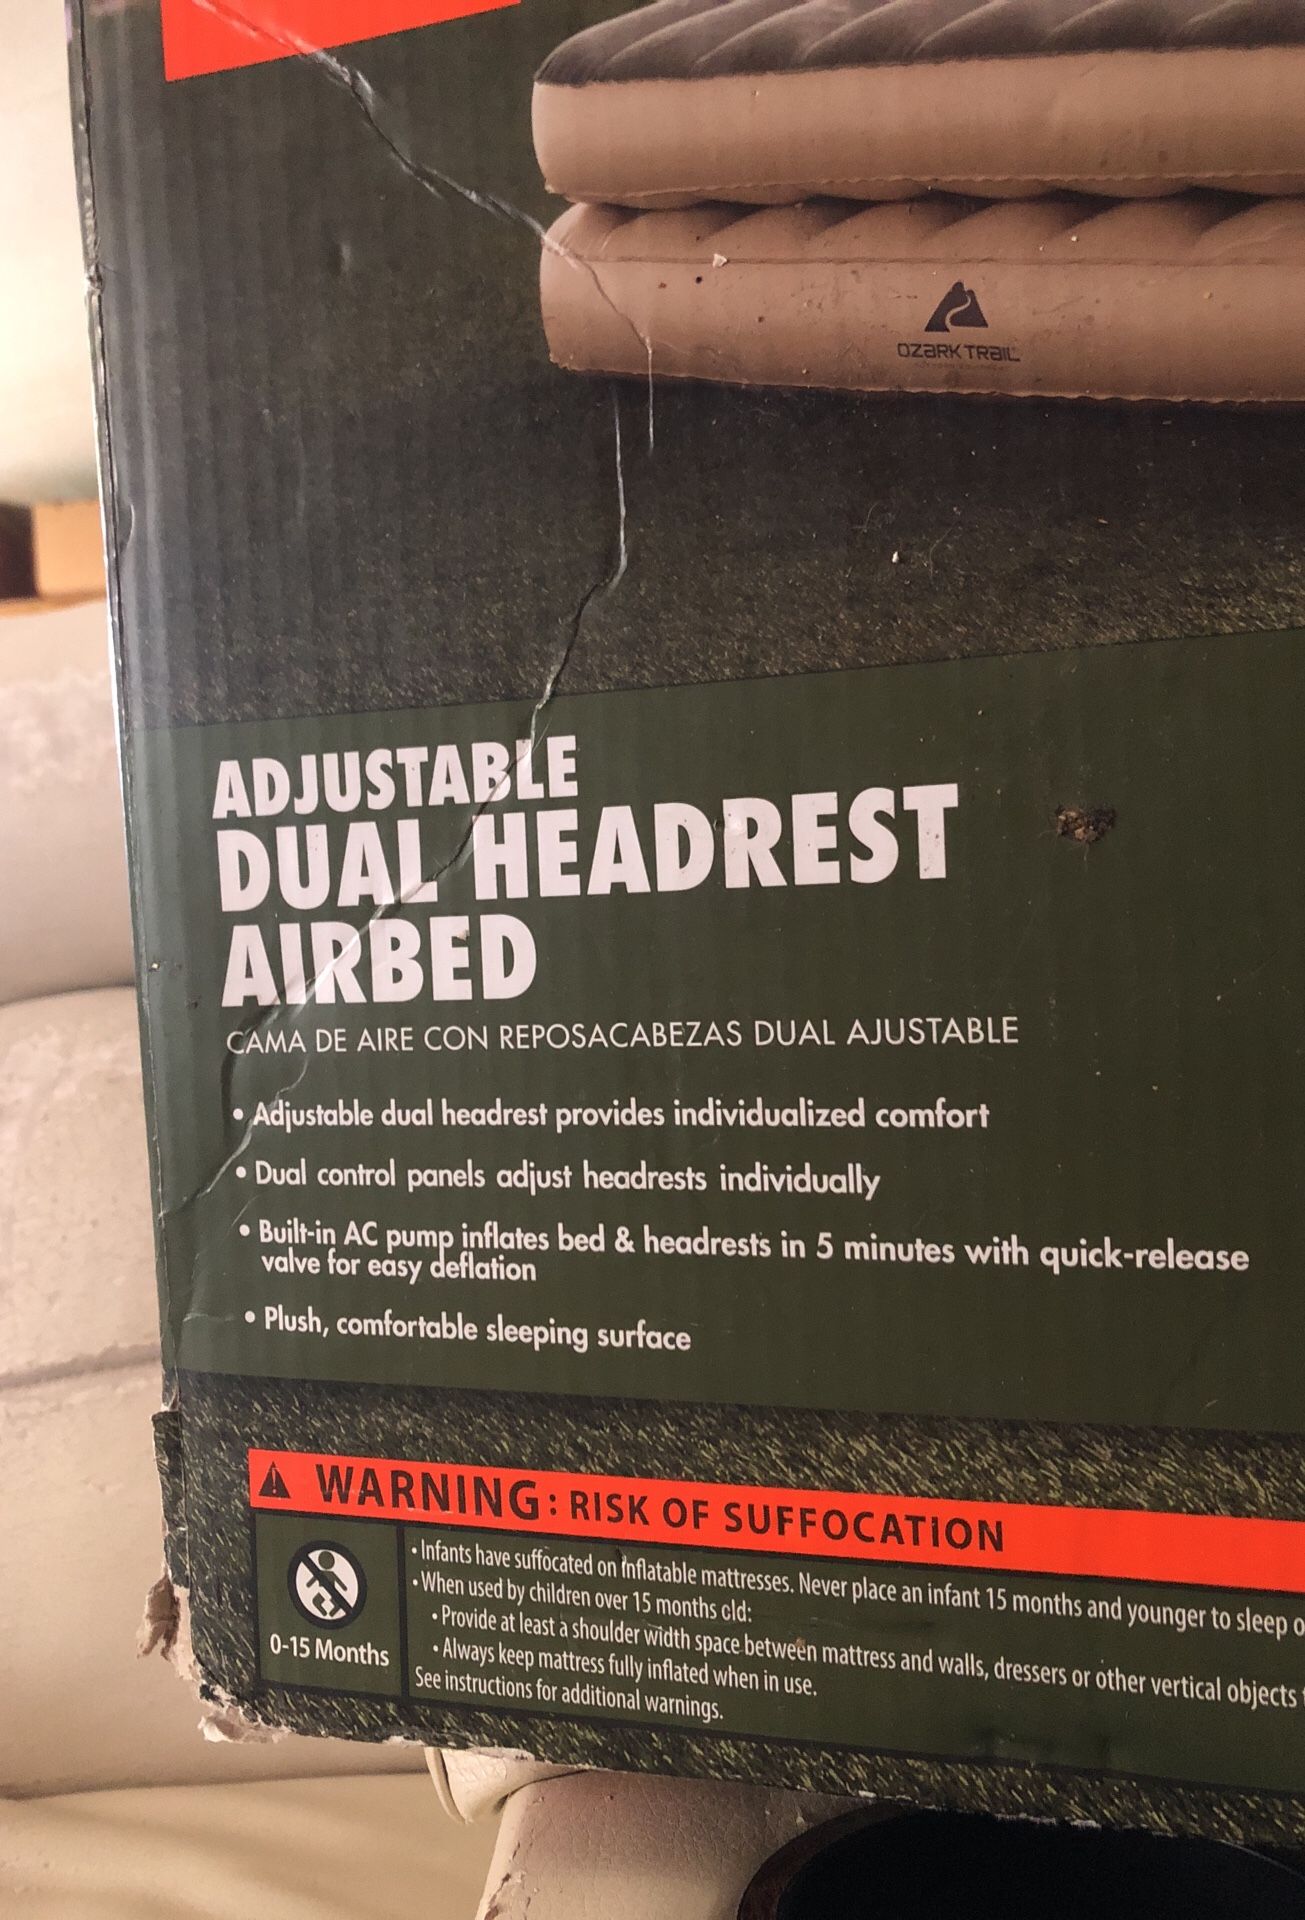 OZARK TRAIL
ADJUSTABLE
DUAL HEADREST
AIRBED
CAMA DE AIRE CON REPOSACABEZAS DUAL AJUSTABLE
• Adjustable dual headrest provides individualized comfort
• Dual control panels adjust headrests individually
• Built-in AC pump inflates bed & headrests in 5 minutes with quick-release
valve for easy deflation
• Plush, comfortable sleeping surface
WARNING: RISK OF SUFFOCATION
• Infants have suffocated on inflatable mattresses. Never place an infant 15 months and younger to sleep
• When used by children over 15 months old:
• Provide at least a shoulder width space between mattress and walls, dressers or other vertical objects
• Always keep mattress fully inflated when in use.
See instructions for additional warnings.
0-15 Months